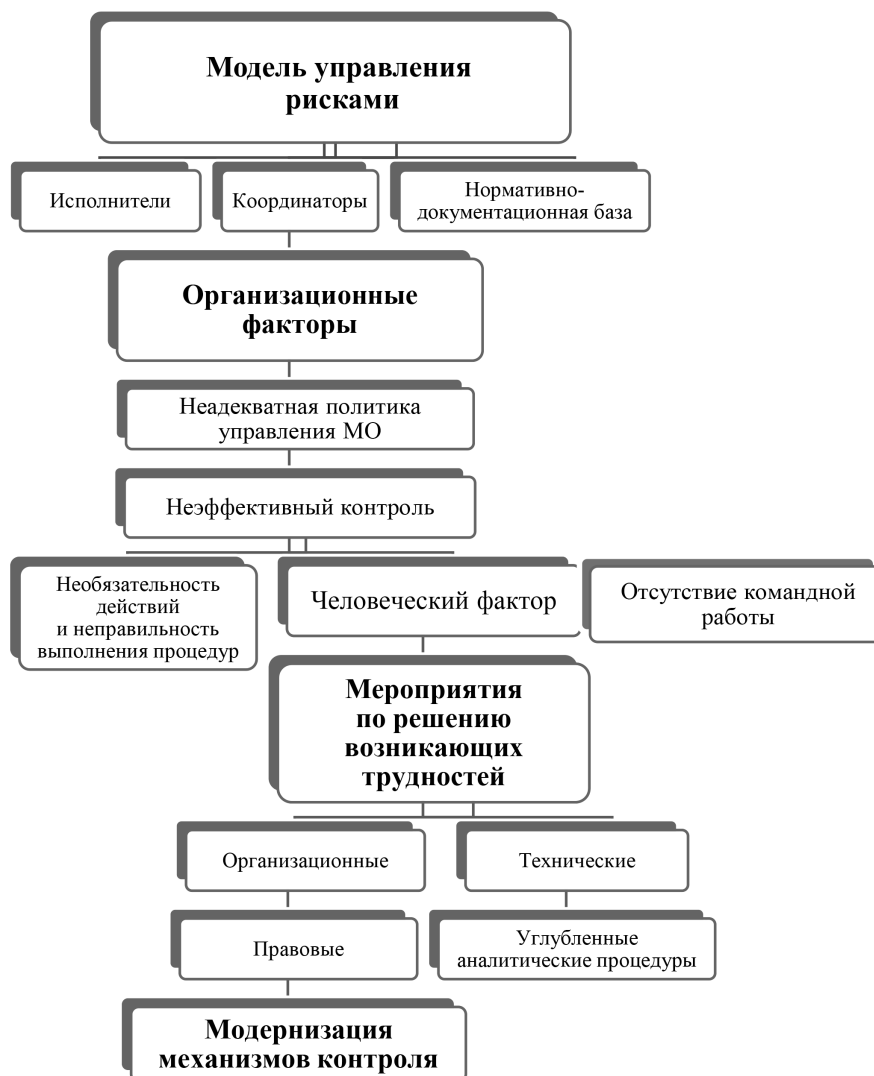 Модель управления
рисками
Исполнители
Координаторы
Нормативно-
документационная база
Организационные
факторы
Неадекватная политика
управления МО
Неэффективный контроль
Необязательность
действий
и неправильность
выполнения процедур
Человеческий фактор
Отсутствие командной
работы
Мероприятия
по решению
возникающих
трудностей
Организационные
Технические
Правовые
Углубленные
аналитические процедуры
Модернизация
механизмов контроля